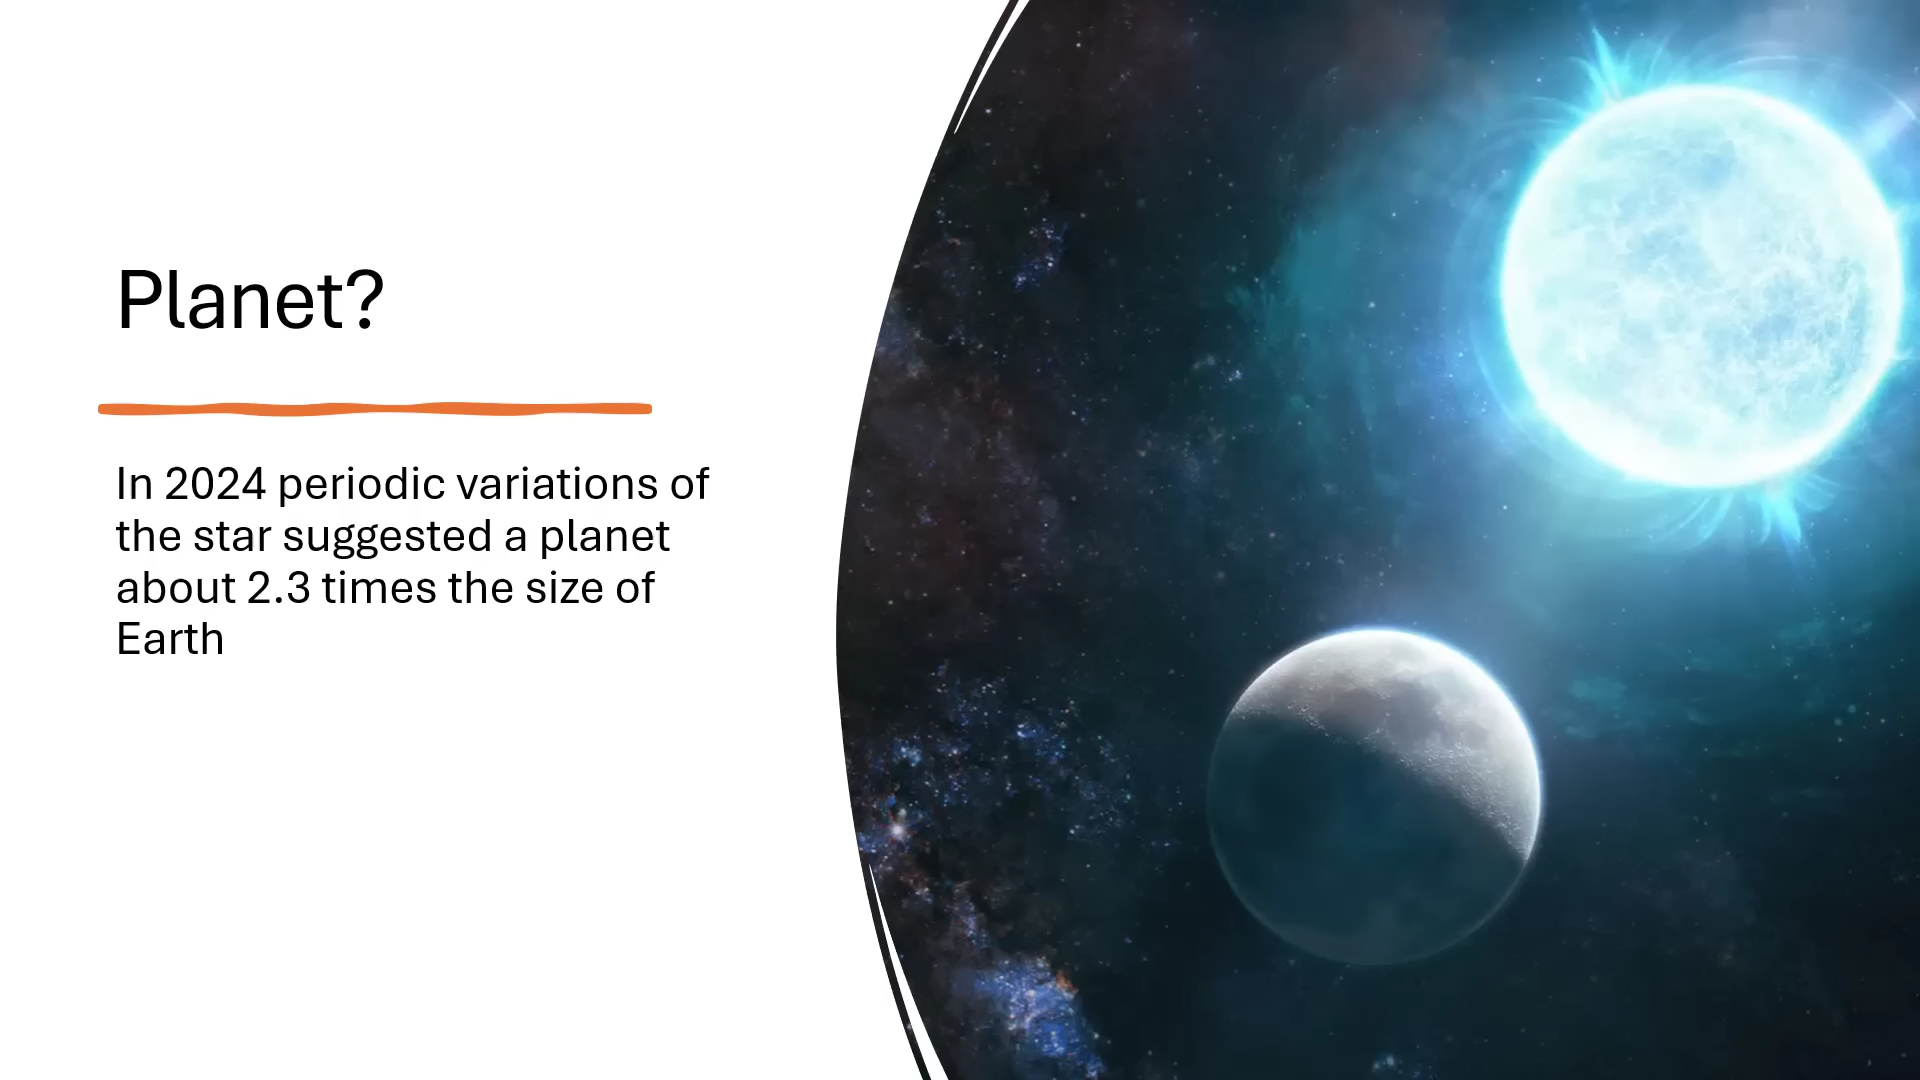 Planet?
In 2024 periodic variations of
the star suggested a planet
about 2.3 times the size of
Earth